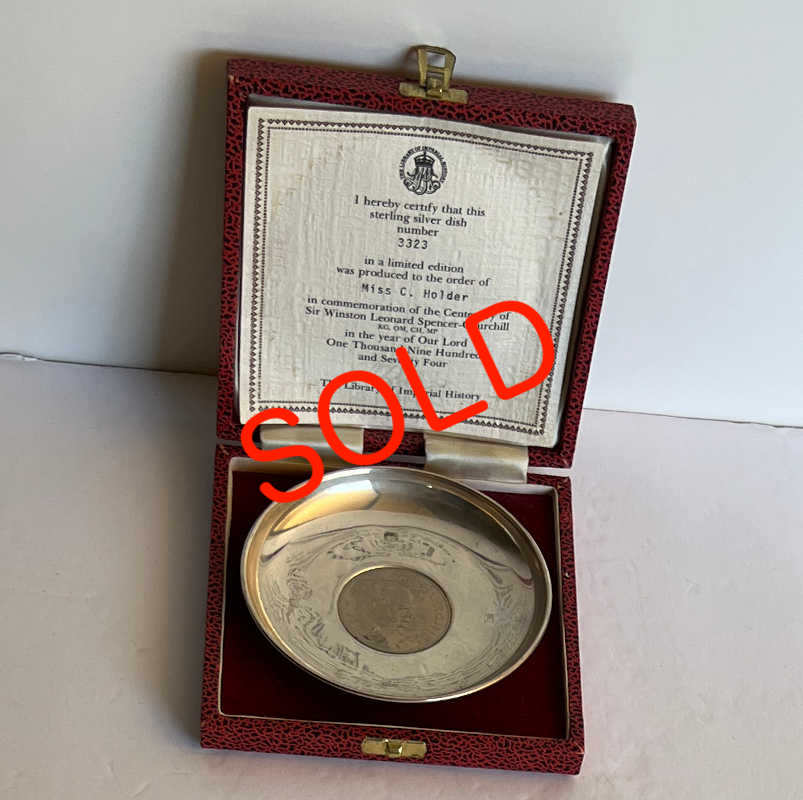 THE LIBRARY OF IMPERIAL HISTORY
I hereby certify that this
sterling silver dish
number
3323
in a limited edition
was produced to the order of
Miss C. Holder
in commemoration of the Centenary of
Sir Winston Leonard Spencer-Churchill
KG, OM, CH, MP
in the year of Our Lord
One Thousand Nine Hundred
and Seventy Four
The Library of Imperial History
SOLD